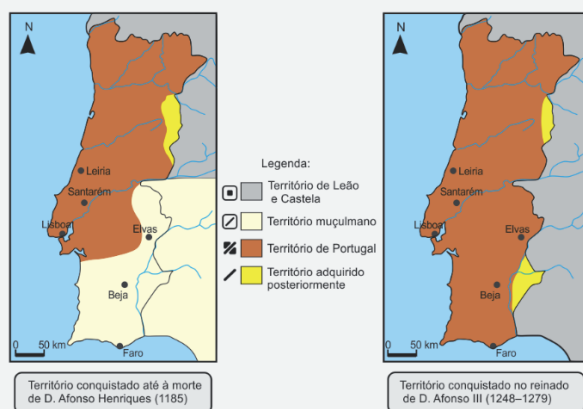 N
Leiria
Santarém
Lisboa
Elvas
Beja
Faro
0 50 km
Legenda:
Território de Leão
e Castela
Território muçulmano
Território de Portugal
Território adquirido
posteriormente
N
Leiria
Santarém
Lisboa
Elvas
Beja
Faro
0 50 km
Território conquistado até à morte
de D. Afonso Henriques (1185)
Território conquistado no reinado
de D. Afonso III (1248–1279)